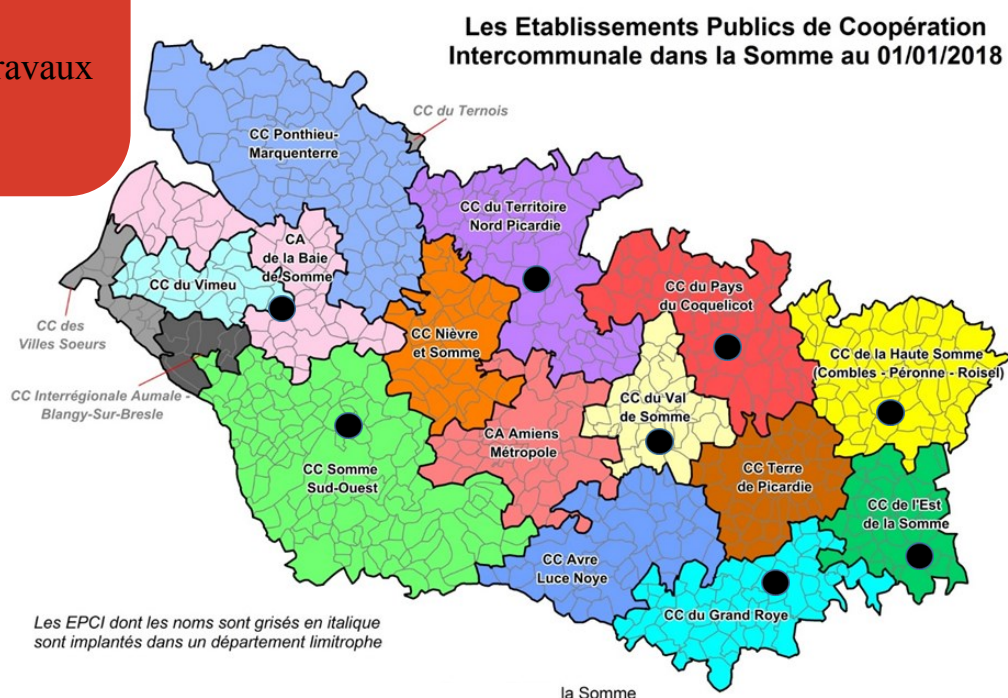 ravaux
Les Etablissements Publics de Coopération
Intercommunale dans la Somme au 01/01/2018
CC du Ternois
CC Ponthieu-
Marquenterre
CC du Territoire
Nord Picardie
CA
de la Baie
de Somme
CC du Vimeu
CC du Pays
du Coquelicot
CC des
Villes Soeurs
CC Nièvre
et Somme
CC de la Haute Somme
(Combles - Péronne - Roisel)
CC Interrégionale Aumale -
Blangy-Sur-Bresle
CC du Val
de Somme
CA Amiens
Métropole
CC Somme
Sud-Ouest
CC Terre
de Picardie
CC de l'Est
de la Somme
CC Avre
Luce Noye
CC du Grand Roye
Les EPCI dont les noms sont grisés en italique
sont implantés dans un département limitrophe
la Somme